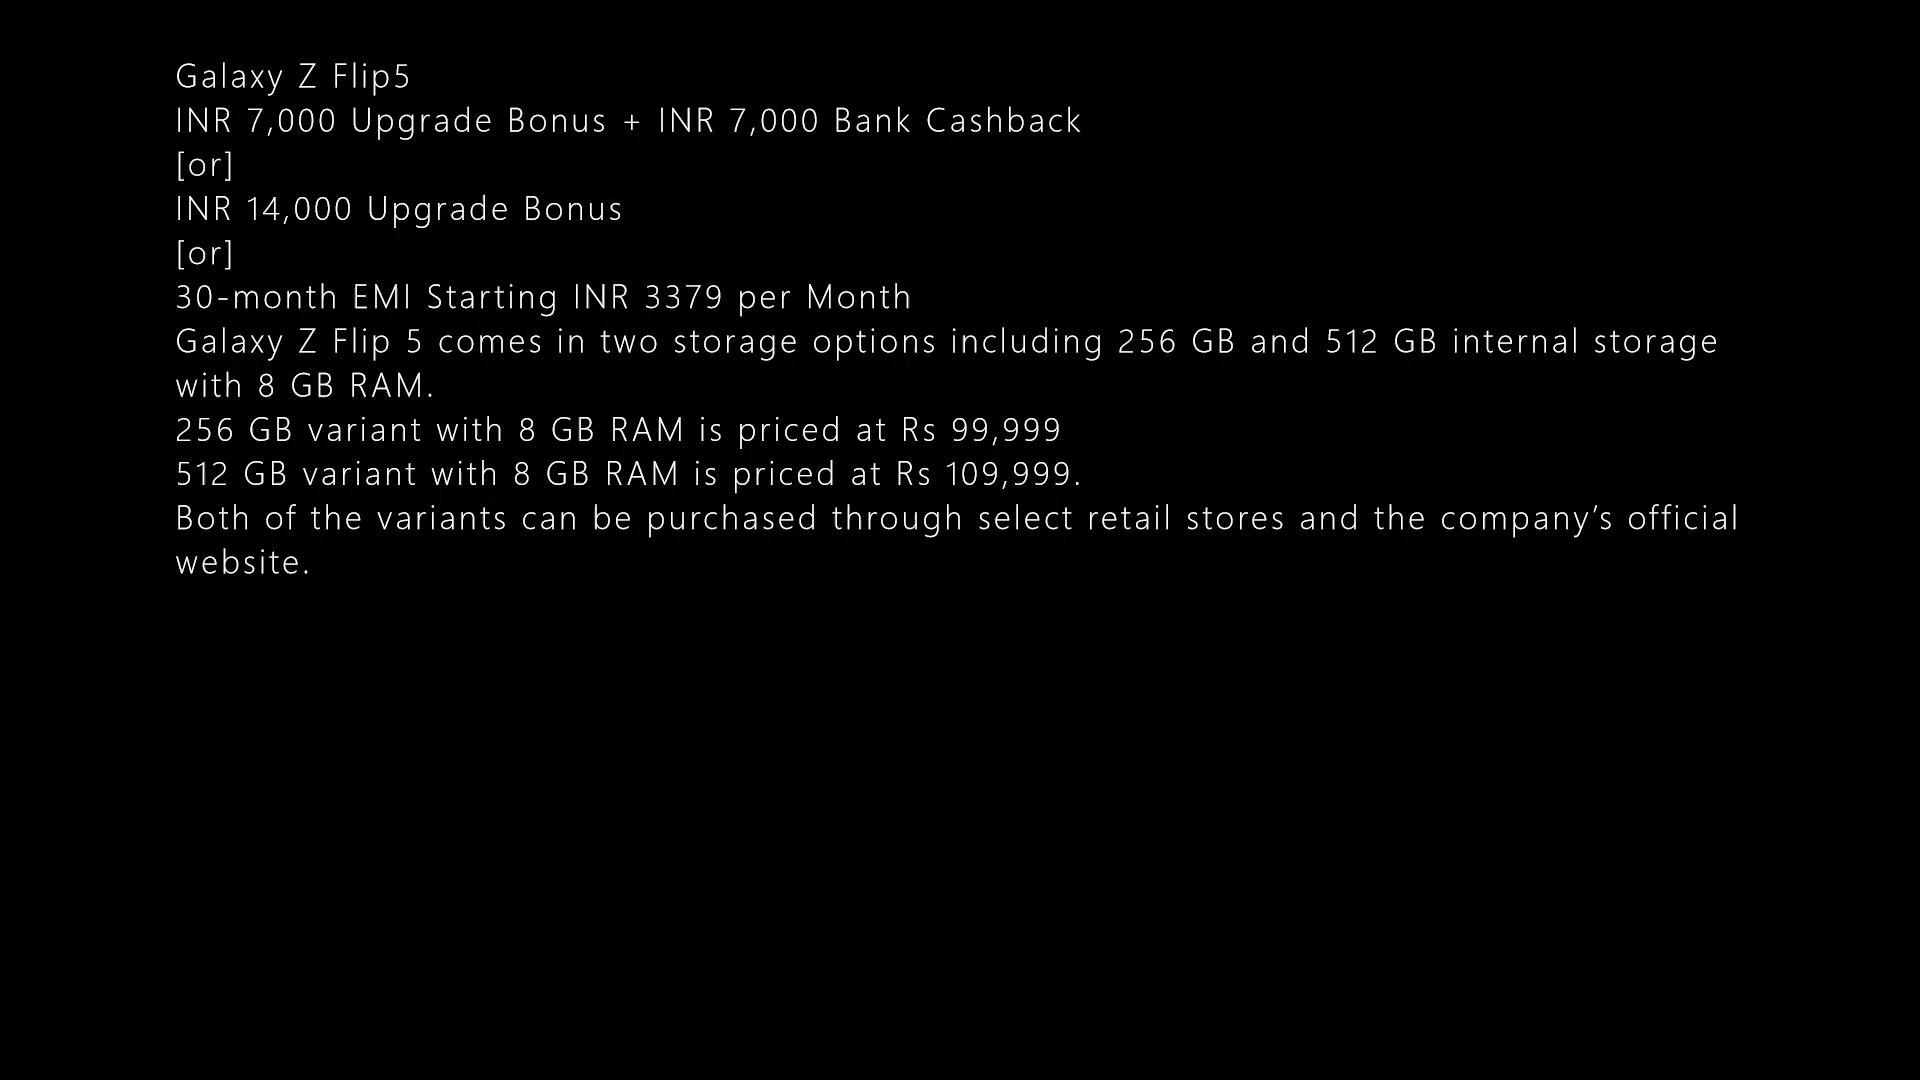 Galaxy Z Flip5
INR 7,000 Upgrade Bonus + INR 7,000 Bank Cashback
[or]
INR 14,000 Upgrade Bonus
[or]
30-month EMI Starting INR 3379 per Month
Galaxy Z Flip 5 comes in two storage options including 256 GB and 512 GB internal storage
with 8 GB RAM.
256 GB variant with 8 GB RAM is priced at Rs 99,999
512 GB variant with 8 GB RAM is priced at Rs 109,999.
Both of the variants can be purchased through select retail stores and the company’s official
website.